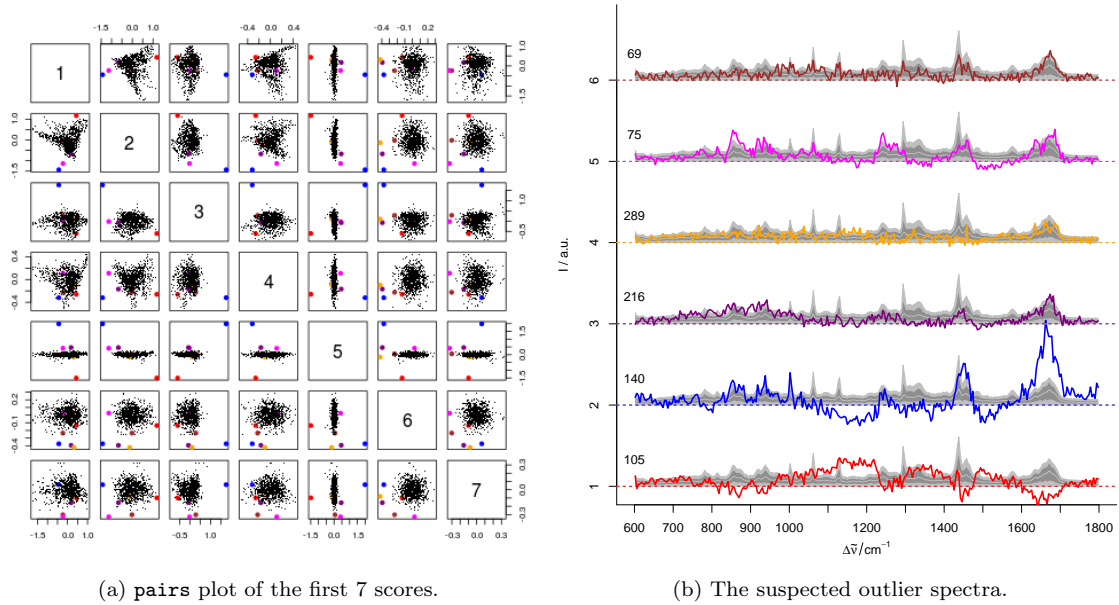 -1.5 0.0 1.0
-0.4 0.2 0.4
-0.4 -0.1 0.2
1 -1.5 0.0 1.0
-1.5 0.0 1.0 2
3 -0.5 0.5
-0.4 0.0 0.4 4
5 -1.5 0.0 1.5
-0.4 -0.1 0.2 6
7 -0.3 0.0 0.3
-1.5 0.0 1.0
-0.5 1.0
-1.5 0.0 1.5
-0.3 0.0 0.3
69
75
289
216
140
105
6
5
4
3
2
1
I / a.u.
600 800 1000 1200 1400 1600 1800
Δν̃/cm⁻¹
(a) pairs plot of the first 7 scores.
(b) The suspected outlier spectra.